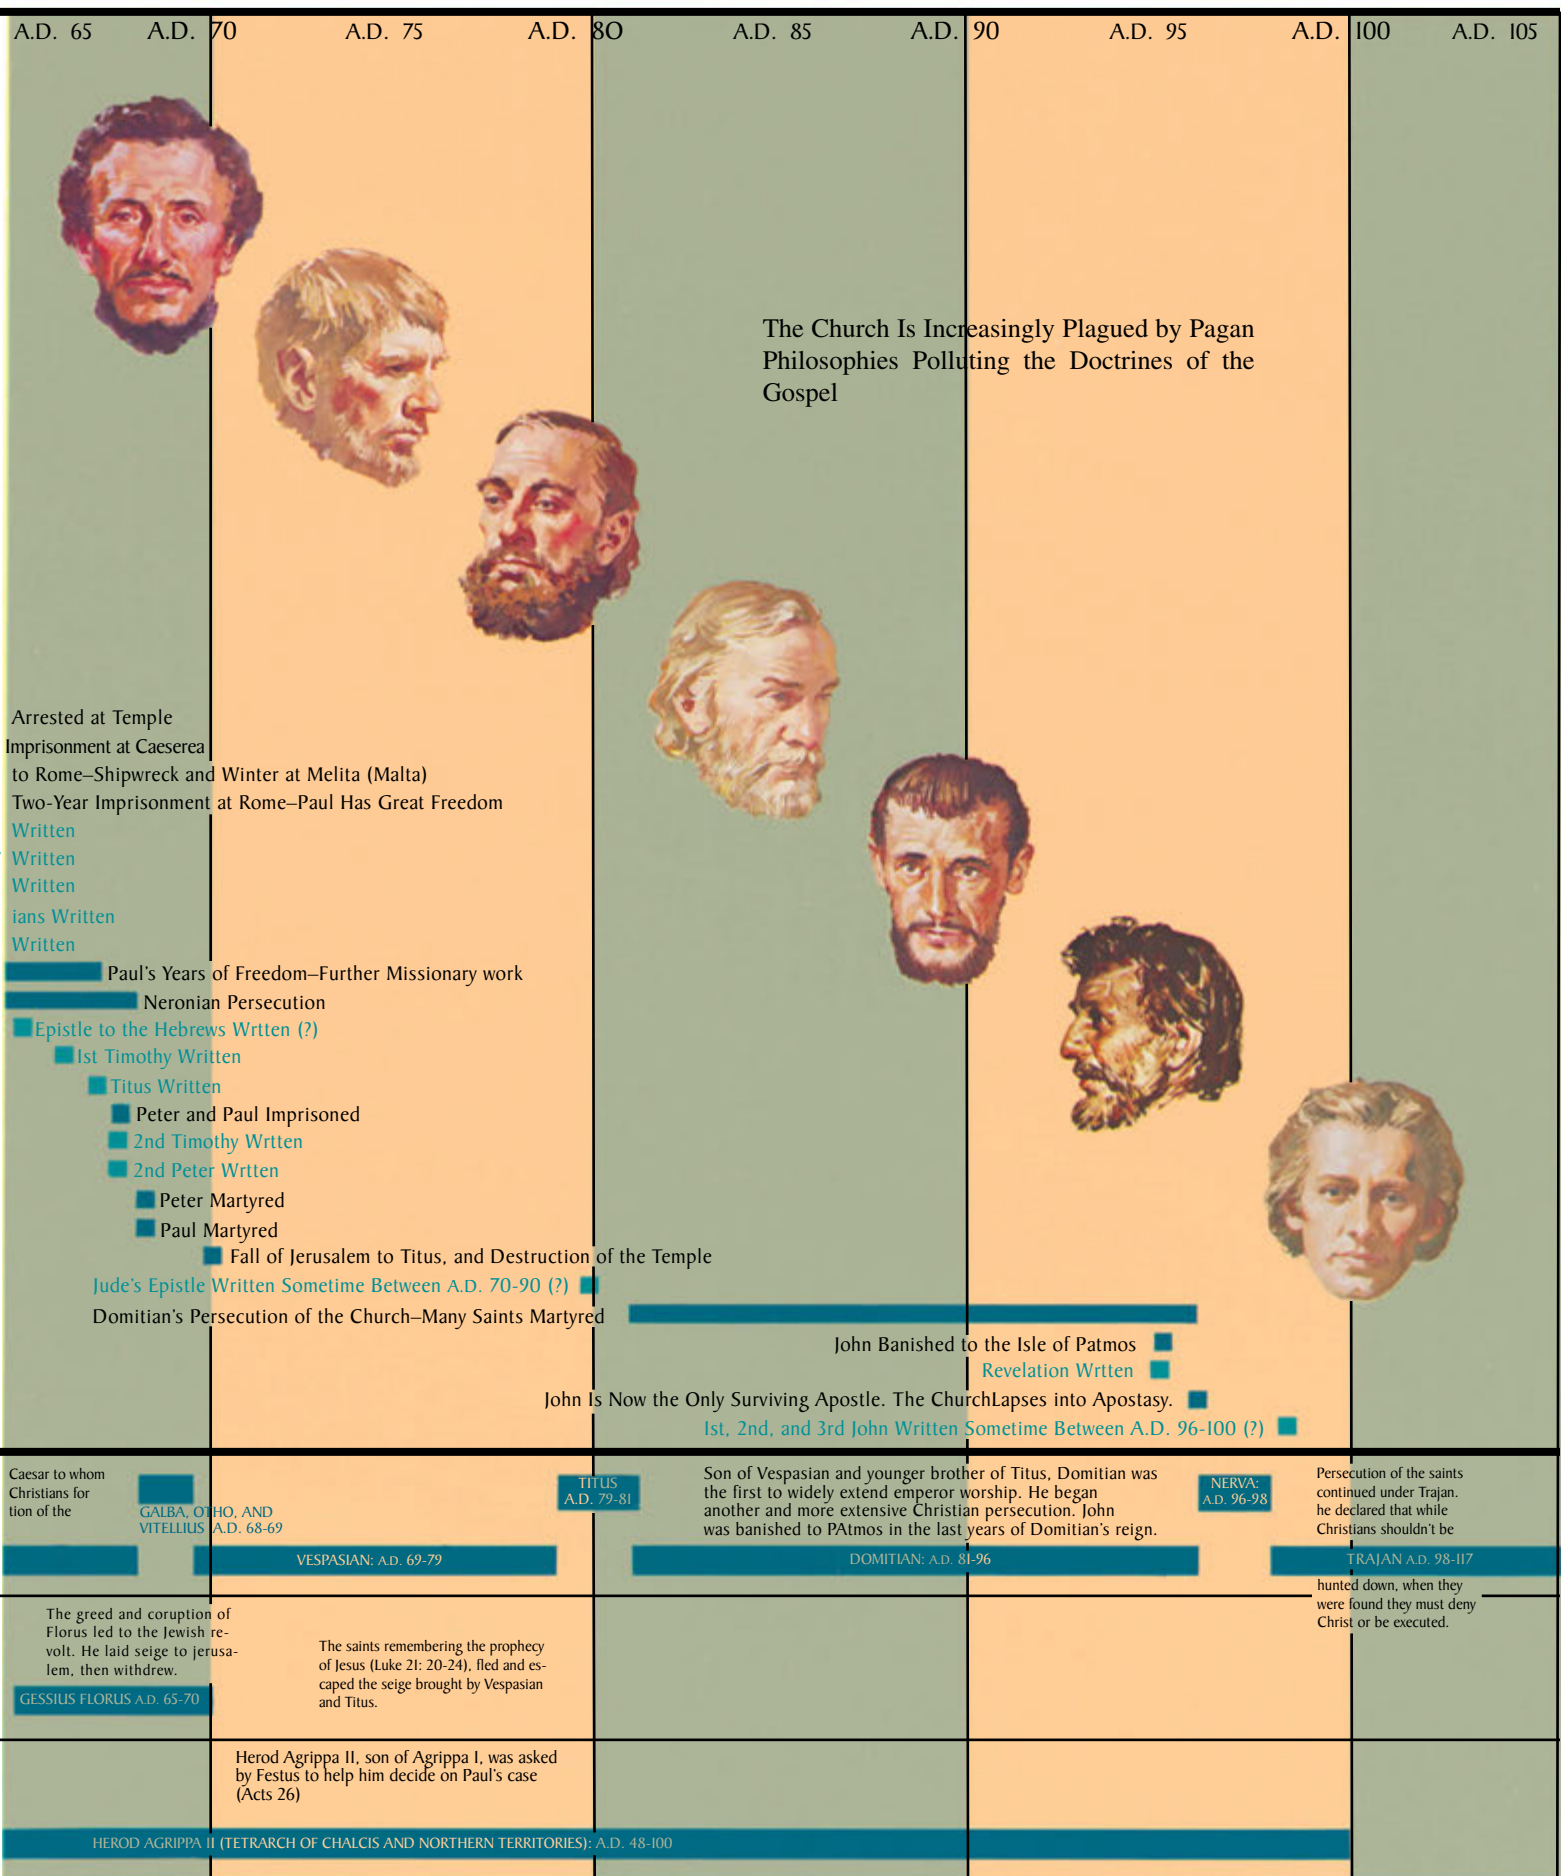 A.D. 65 A.D. 70 A.D. 75 A.D. 80 A.D. 85 A.D. 90 A.D. 95 A.D. 100 A.D. 105
The Church Is Increasingly Plagued by Pagan
Philosophies Polluting the Doctrines of the
Gospel
Arrested at Temple
Imprisonment at Caeserea
to Rome–Shipwreck and Winter at Melita (Malta)
Two-Year Imprisonment at Rome–Paul Has Great Freedom
Written
Written
Written
ians Written
Written
Paul's Years of Freedom–Further Missionary work
Neronian Persecution
Epistle to the Hebrews Wrtten (?)
1st Timothy Written
Titus Written
Peter and Paul Imprisoned
2nd Timothy Wrtten
2nd Peter Wrtten
Peter Martyred
Paul Martyred
Fall of Jerusalem to Titus, and Destruction of the Temple
Jude's Epistle Written Sometime Between A.D. 70-90 (?)
Domitian's Persecution of the Church–Many Saints Martyred
John Banished to the Isle of Patmos
Revelation Wrtten
John Is Now the Only Surviving Apostle. The ChurchLapses into Apostasy.
1st, 2nd, and 3rd John Written Sometime Between A.D. 96-100 (?)
Caesar to whom
Christians for
tion of the
GALBA, OTHO, AND
VITELLIUS A.D. 68-69
VESPASIAN: A.D. 69-79
TITUS
A.D. 79-81
Son of Vespasian and younger brother of Titus, Domitian was
the first to widely extend emperor worship. He began
another and more extensive Christian persecution. John
was banished to PAtmos in the last years of Domitian's reign.
DOMITIAN: A.D. 81-96
NERVA:
A.D. 96-98
Persecution of the saints
continued under Trajan.
he declared that while
Christians shouldn't be
TRAJAN A.D. 98-117
hunted down, when they
were found they must deny
Christ or be executed.
The greed and coruption of
Florus led to the Jewish re-
volt. He laid seige to jerusa-
lem, then withdrew.
GESSIUS FLORUS A.D. 65-70
The saints remembering the prophecy
of Jesus (Luke 21: 20-24), fled and es-
caped the seige brought by Vespasian
and Titus.
Herod Agrippa II, son of Agrippa I, was asked
by Festus to help him decide on Paul's case
(Acts 26)
HEROD AGRIPPA II (TETRARCH OF CHALCIS AND NORTHERN TERRITORIES): A.D. 48-100